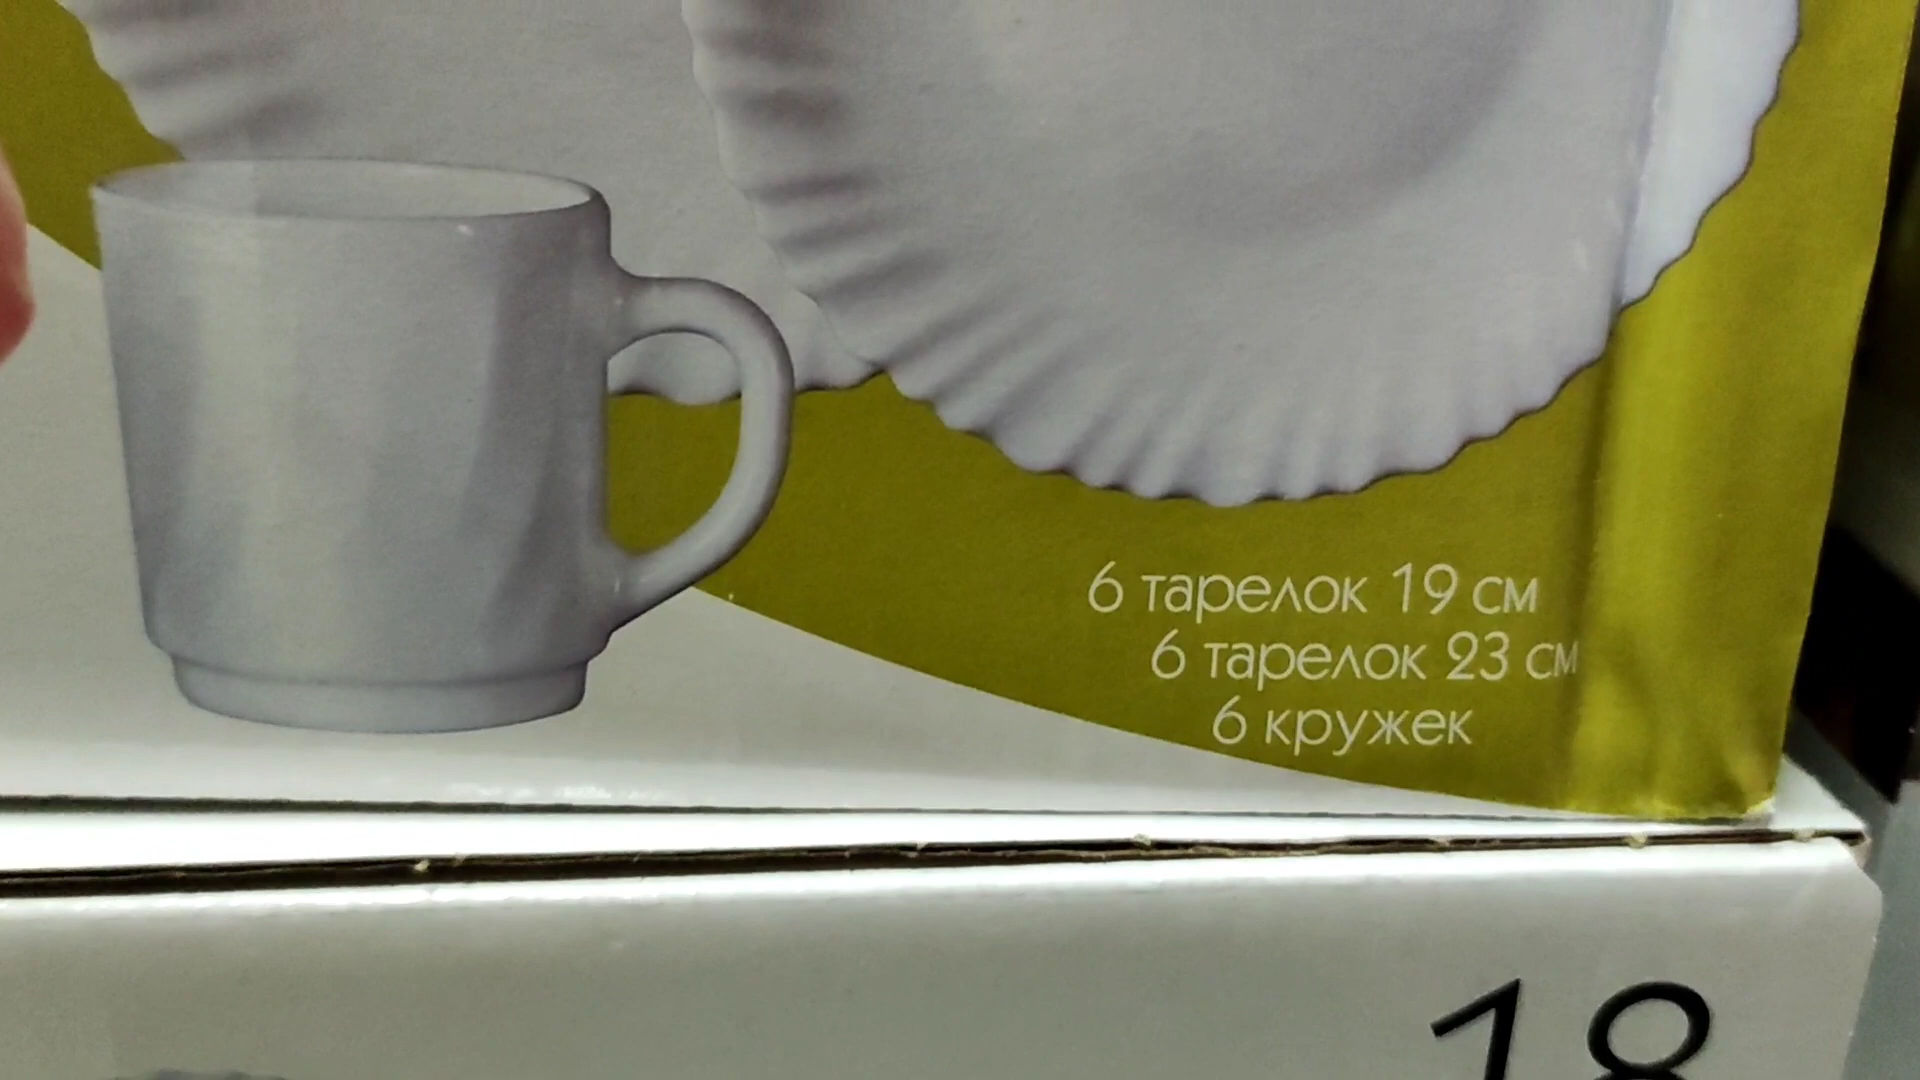 6 тарелок 19 см
6 тарелок 23 см
6 кружек
18